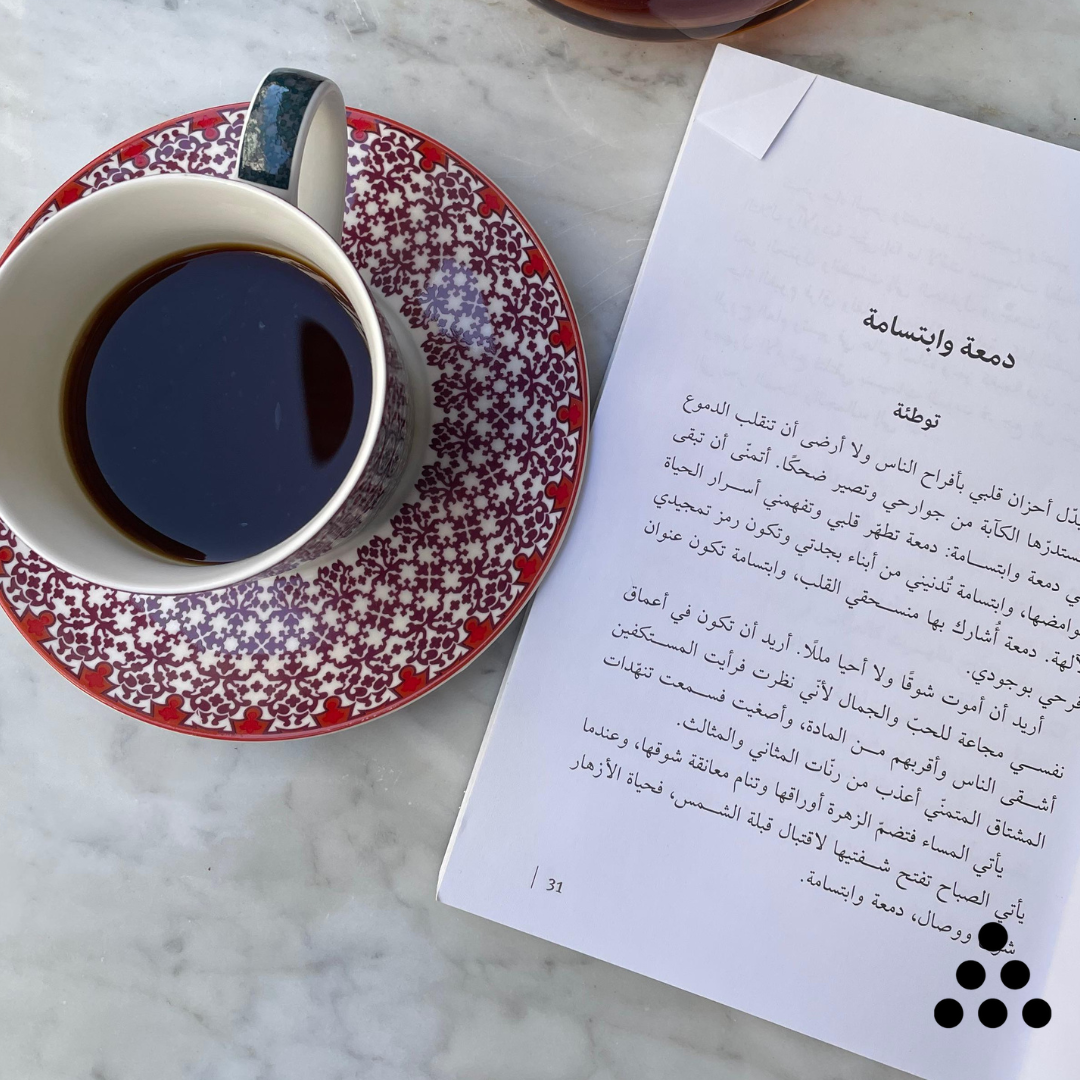 دمعة وابتسامة
توطئة
أحزان قلبي بأفراح الناس ولا أرضى أن تنقلب الدموع
الكآبة من جوارحي وتصير ضحكًا. أتمنّى أن تبقى
دمعة وابتسامة: دمعة تطهّر قلبي وتفهمني أسرار الحياة
وابتسامة تُدنيني من أبناء بجدتي وتكون رمز تمجيدي
دمعة أُشارك بها منسحقي القلب، وابتسامة تكون عنوان
بوجودي.
أريد أن أموت شوقًا ولا أحيا مللًا. أريد أن تكون في أعماق
نفسي مجاعة للحبّ والجمال لأنّي نظرت فرأيت المستكفين
أشقى الناس وأقربهم من المادة، وأصغيت فسمعت تنهّدات
المشتاق المتمنّي أعذب من رنّات المثاني والمثالث.
يأتي المساء فتضمّ الزهرة أوراقها وتنام معانقة شوقها، وعندما
يأتي الصباح تفتح شفتيها لاقتبال قبلة الشمس، فحياة الأزهار
ووصال، دمعة وابتسامة.
31 |